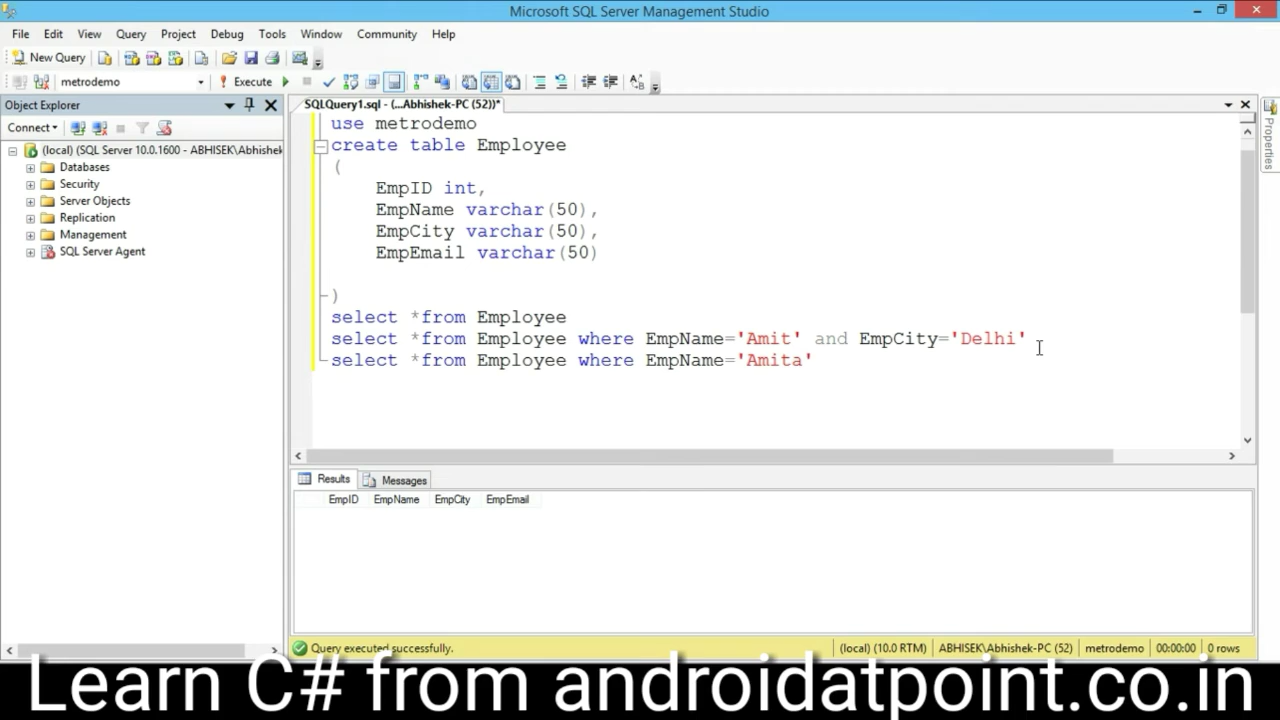 Microsoft SQL Server Management Studio
File Edit View Query Project Debug Tools Window Community Help
New Query
metrodemo Execute
Object Explorer
SQLQuery1.sql - (...Abhishek-PC (52))*
Connect
(local) (SQL Server 10.0.1600 - ABHISEK\Abhishek
Databases
Security
Server Objects
Replication
Management
SQL Server Agent
use metrodemo
create table Employee
(
EmpID int,
EmpName varchar(50),
EmpCity varchar(50),
EmpEmail varchar(50)
)
select *from Employee
select *from Employee where EmpName='Amit' and EmpCity='Delhi'
select *from Employee where EmpName='Amita'
Properties
Results Messages
EmpID EmpName EmpCity EmpEmail
Query executed successfully. (local) (10.0 RTM) ABHISEK\Abhishek-PC (52) metrodemo 00:00:00 0 rows
Learn C# from androidatpoint.co.in